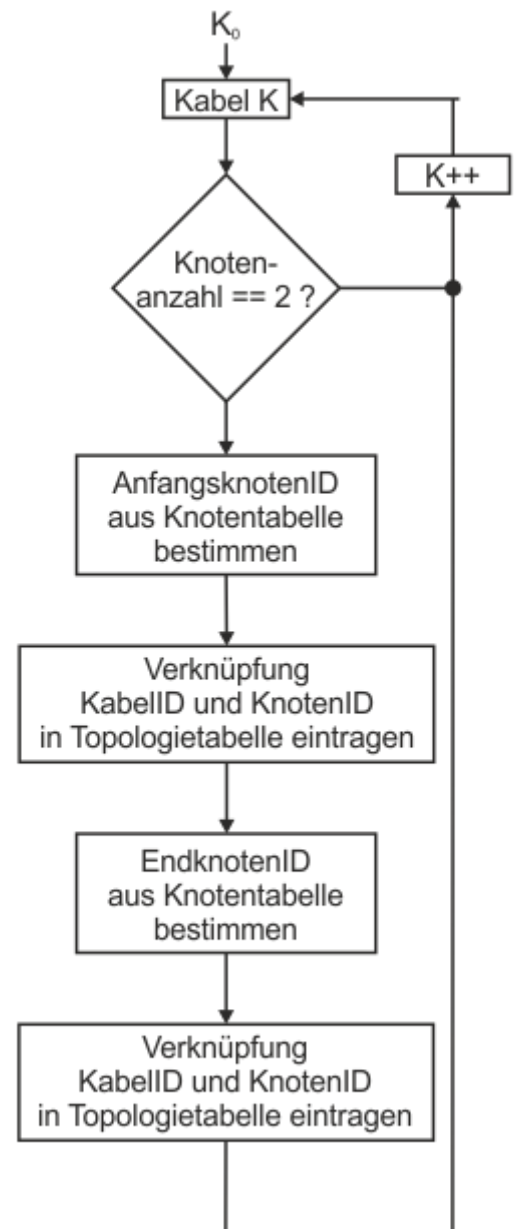 K₀
Kabel K
K++
Knoten-
anzahl == 2 ?
AnfangsknotenID
aus Knotentabelle
bestimmen
Verknüpfung
KabelID und KnotenID
in Topologietabelle eintragen
EndknotenID
aus Knotentabelle
bestimmen
Verknüpfung
KabelID und KnotenID
in Topologietabelle eintragen